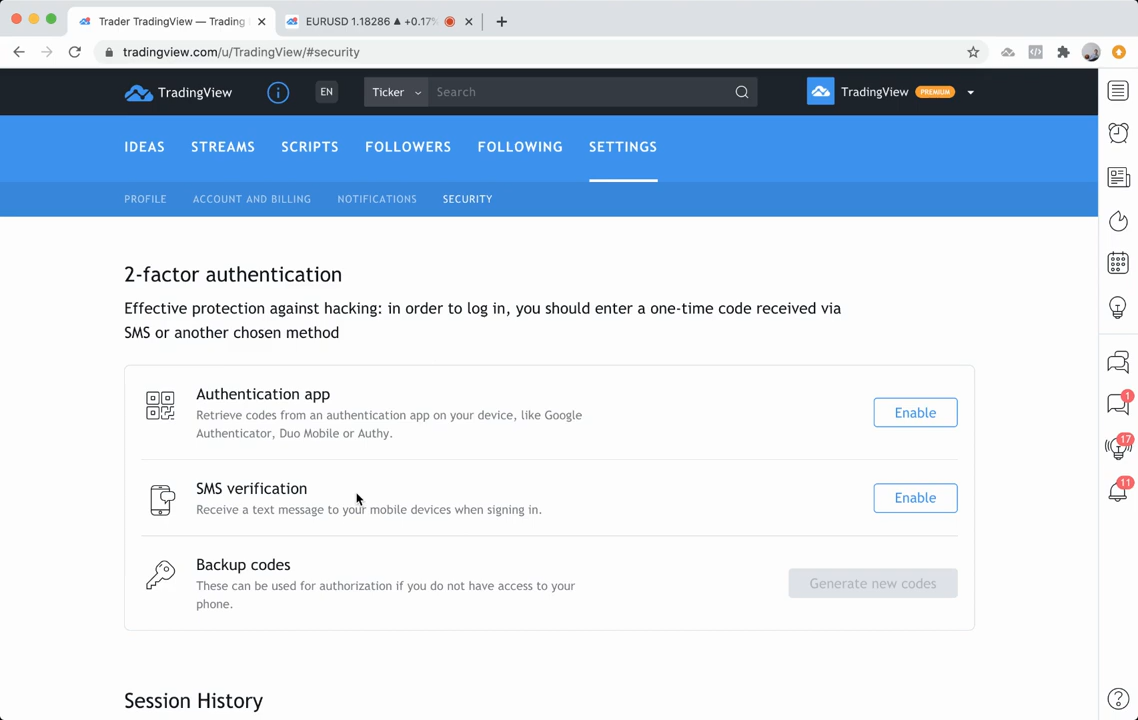 Trader TradingView — Trading
EURUSD 1.18286 ▲ +0.17%
tradingview.com/u/TradingView/#security
TradingView
EN
Ticker
Search
TradingView
PREMIUM
IDEAS
STREAMS
SCRIPTS
FOLLOWERS
FOLLOWING
SETTINGS
PROFILE
ACCOUNT AND BILLING
NOTIFICATIONS
SECURITY
2-factor authentication
Effective protection against hacking: in order to log in, you should enter a one-time code received via
SMS or another chosen method
Authentication app
Retrieve codes from an authentication app on your device, like Google
Authenticator, Duo Mobile or Authy.
Enable
SMS verification
Receive a text message to your mobile devices when signing in.
Enable
Backup codes
These can be used for authorization if you do not have access to your
phone.
Generate new codes
Session History
1
17
11